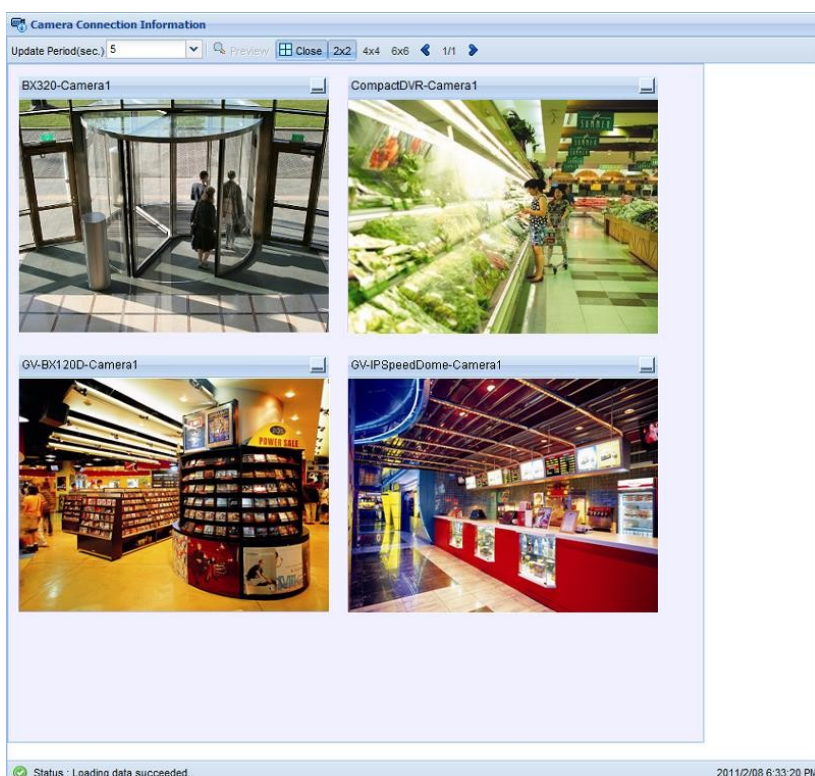 Camera Connection Information
Update Period(sec.) 5 Preview Close 2x2 4x4 6x6 1/1
BX320-Camera1
CompactDVR-Camera1
SUMMER
GV-BX120D-Camera1
GV-IPSpeedDome-Camera1
POWER SALE
Status : Loading data succeeded
2011/2/08 6:33:20 PM